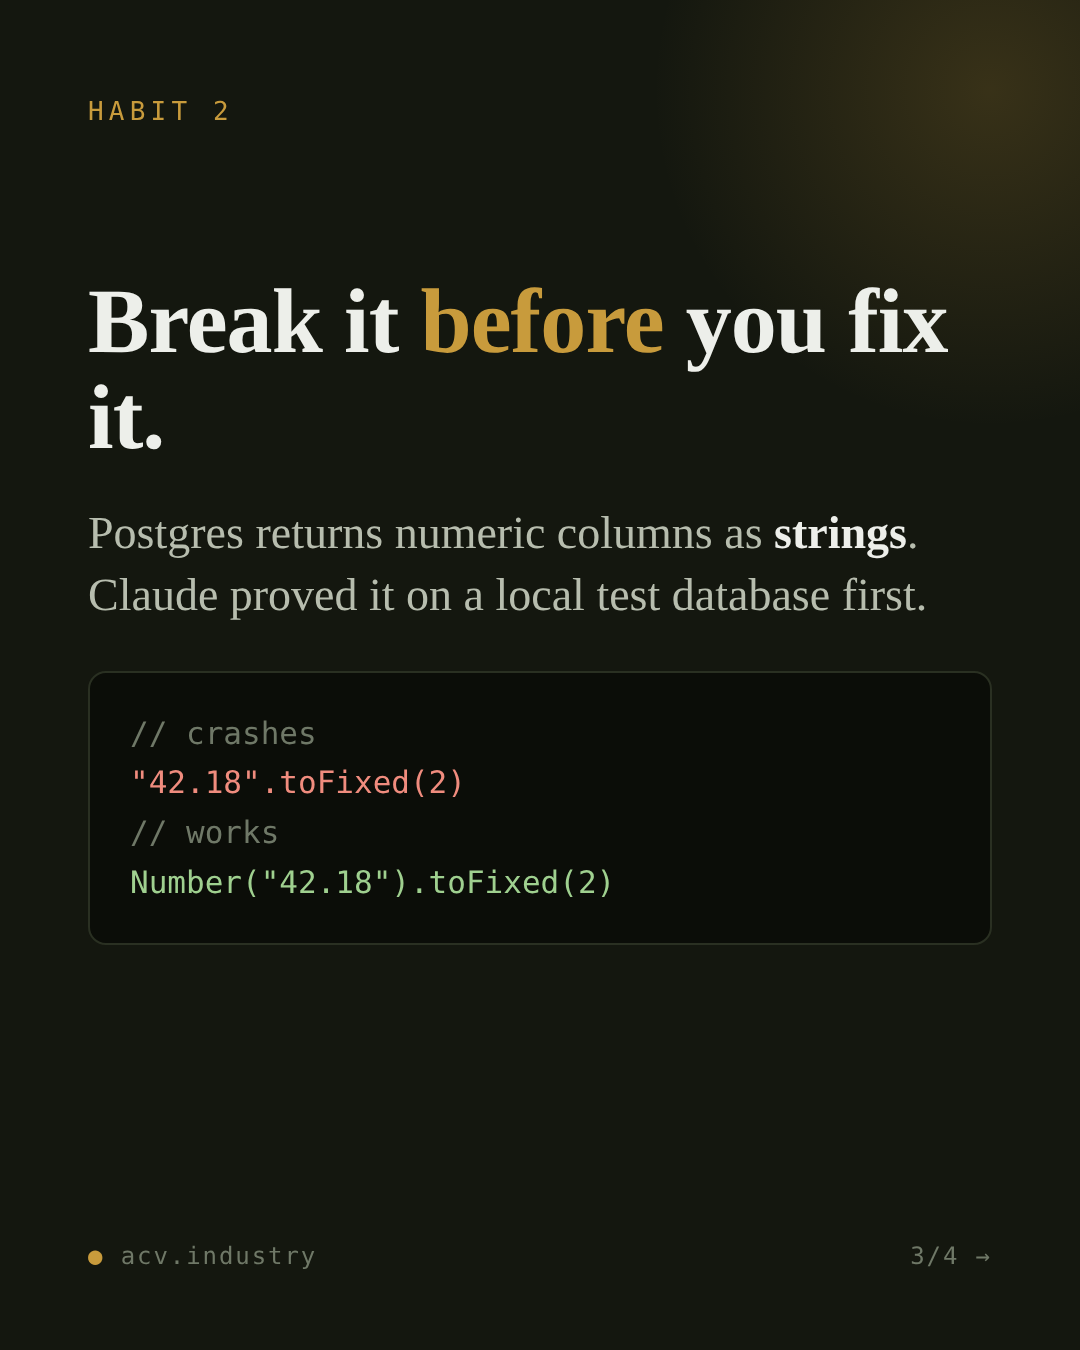 HABIT 2
Break it before you fix
it.
Postgres returns numeric columns as strings.
Claude proved it on a local test database first.
// crashes
"42.18".toFixed(2)
// works
Number("42.18").toFixed(2)
● acv.industry
3/4 →